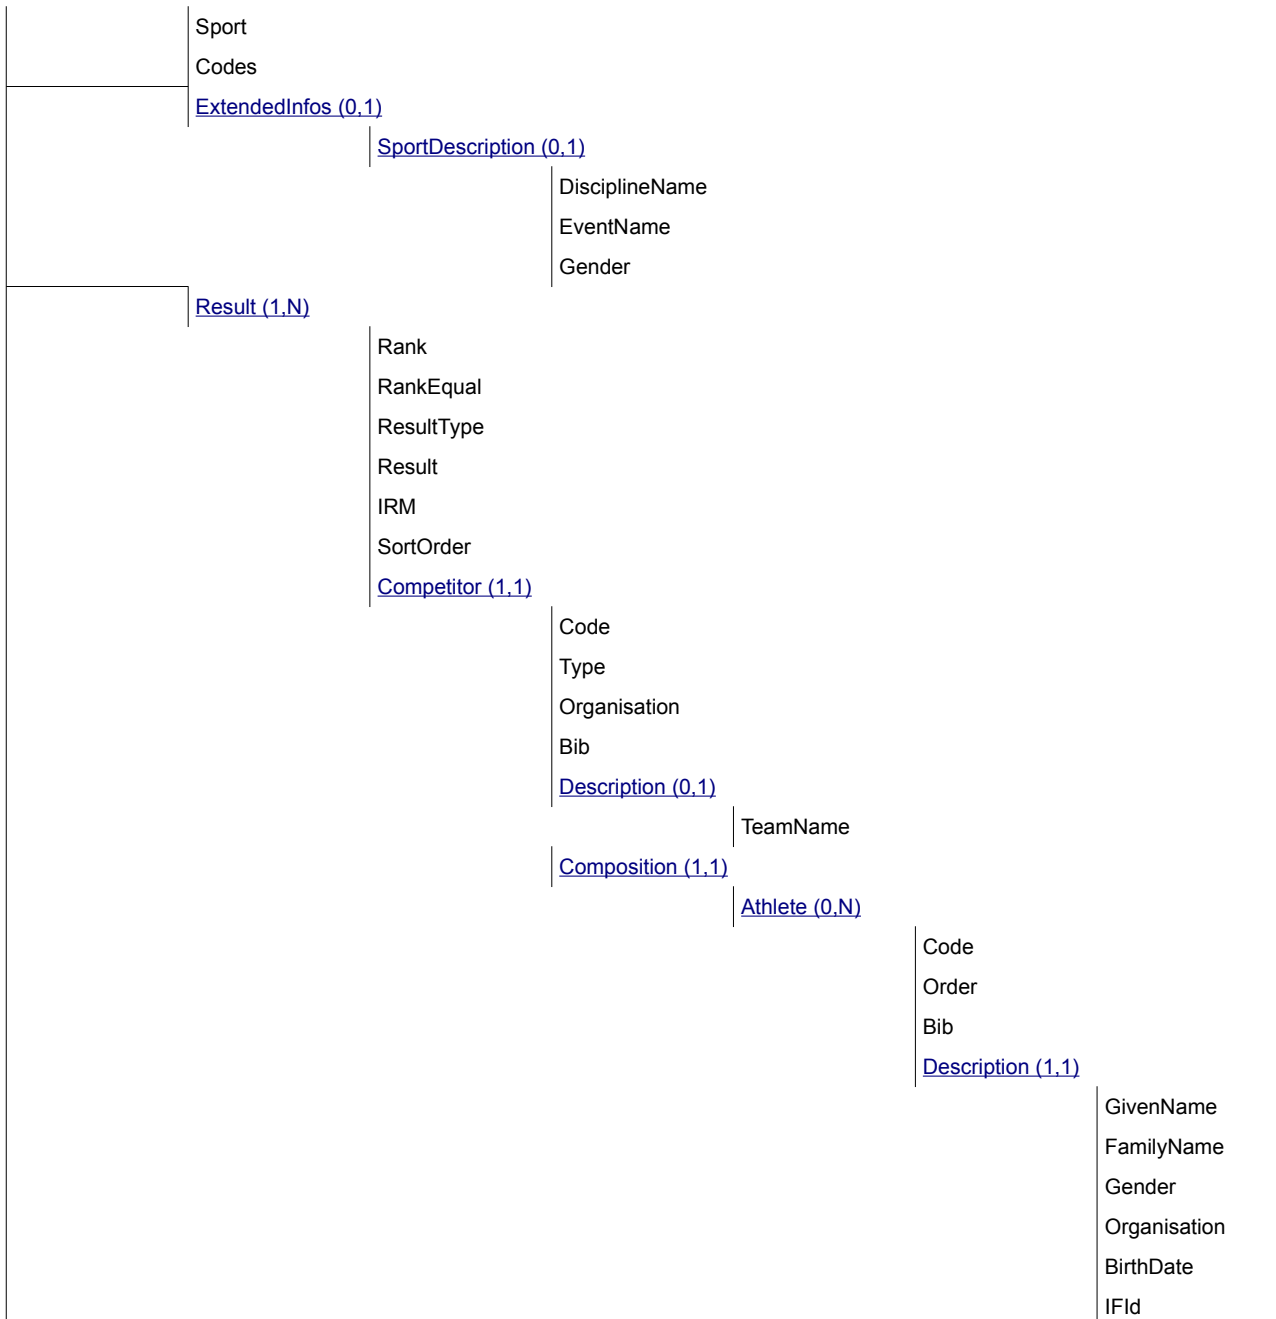 Sport
Codes
ExtendedInfos (0,1)
SportDescription (0,1)
DisciplineName
EventName
Gender
Result (1,N)
Rank
RankEqual
ResultType
Result
IRM
SortOrder
Competitor (1,1)
Code
Type
Organisation
Bib
Description (0,1)
TeamName
Composition (1,1)
Athlete (0,N)
Code
Order
Bib
Description (1,1)
GivenName
FamilyName
Gender
Organisation
BirthDate
IFId